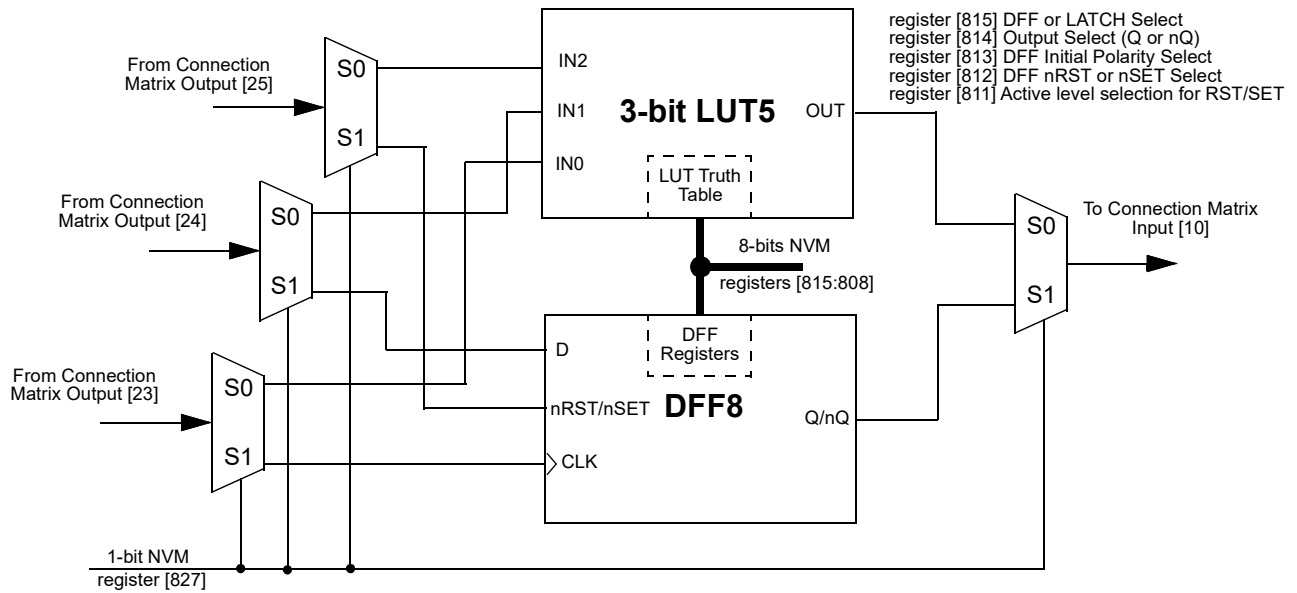 register [815] DFF or LATCH Select
register [814] Output Select (Q or nQ)
register [813] DFF Initial Polarity Select
register [812] DFF nRST or nSET Select
register [811] Active level selection for RST/SET
From Connection
Matrix Output [25]
S0
S1
IN2
IN1
IN0
3-bit LUT5
OUT
LUT Truth
Table
From Connection
Matrix Output [24]
S0
S1
To Connection Matrix
Input [10]
S0
S1
8-bits NVM
registers [815:808]
DFF
Registers
D
nRST/nSET
DFF8
Q/nQ
CLK
From Connection
Matrix Output [23]
S0
S1
1-bit NVM
register [827]